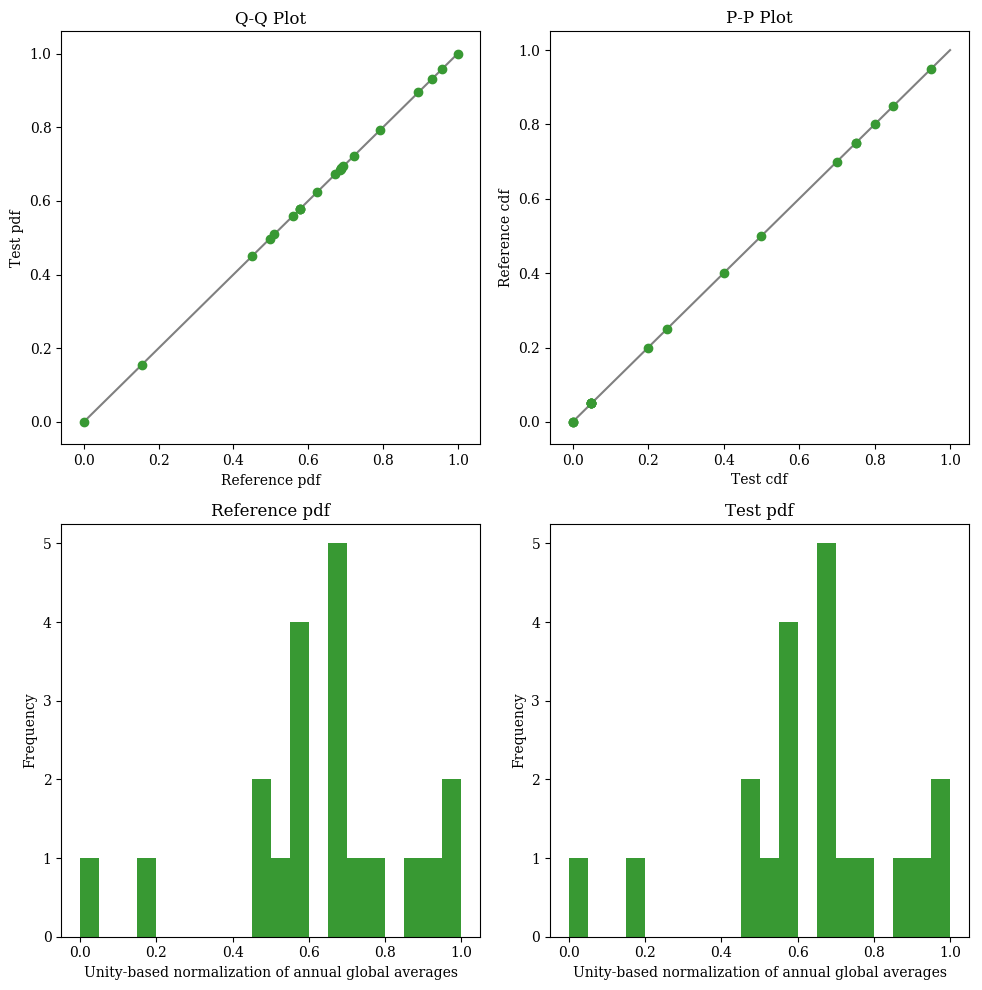 Q-Q Plot
1.0
0.8
0.6
0.4
0.2
0.0
Test pdf
0.0 0.2 0.4 0.6 0.8 1.0
Reference pdf
P-P Plot
1.0
0.8
0.6
0.4
0.2
0.0
Reference cdf
0.0 0.2 0.4 0.6 0.8 1.0
Test cdf
Reference pdf
5
4
3
2
1
0
Frequency
0.0 0.2 0.4 0.6 0.8 1.0
Unity-based normalization of annual global averages
Test pdf
5
4
3
2
1
0
Frequency
0.0 0.2 0.4 0.6 0.8 1.0
Unity-based normalization of annual global averages